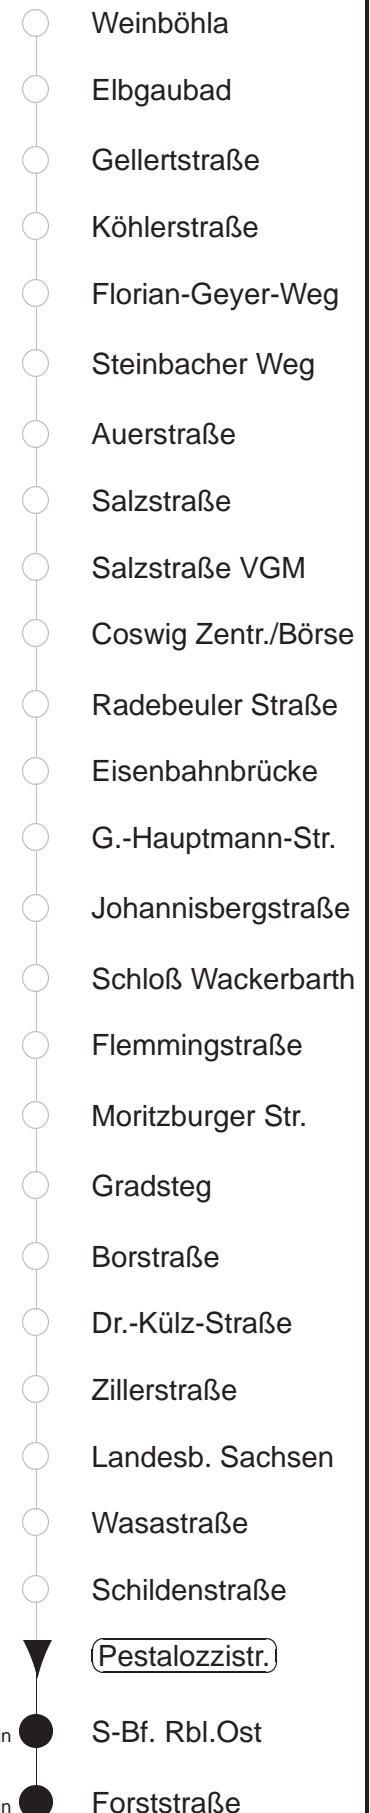 Weinböhla
Elbgaubad
Gellertstraße
Köhlerstraße
Florian-Geyer-Weg
Steinbacher Weg
Auerstraße
Salzstraße
Salzstraße VGM
Coswig Zentr./Börse
Radebeuler Straße
Eisenbahnbrücke
G.-Hauptmann-Str.
Johannisbergstraße
Schloß Wackerbarth
Flemmingstraße
Moritzburger Str.
Gradsteg
Borstraße
Dr.-Külz-Straße
Zillerstraße
Landesb. Sachsen
Wasastraße
Schildenstraße
Pestalozzistr.
S-Bf. Rbl.Ost
Forststraße